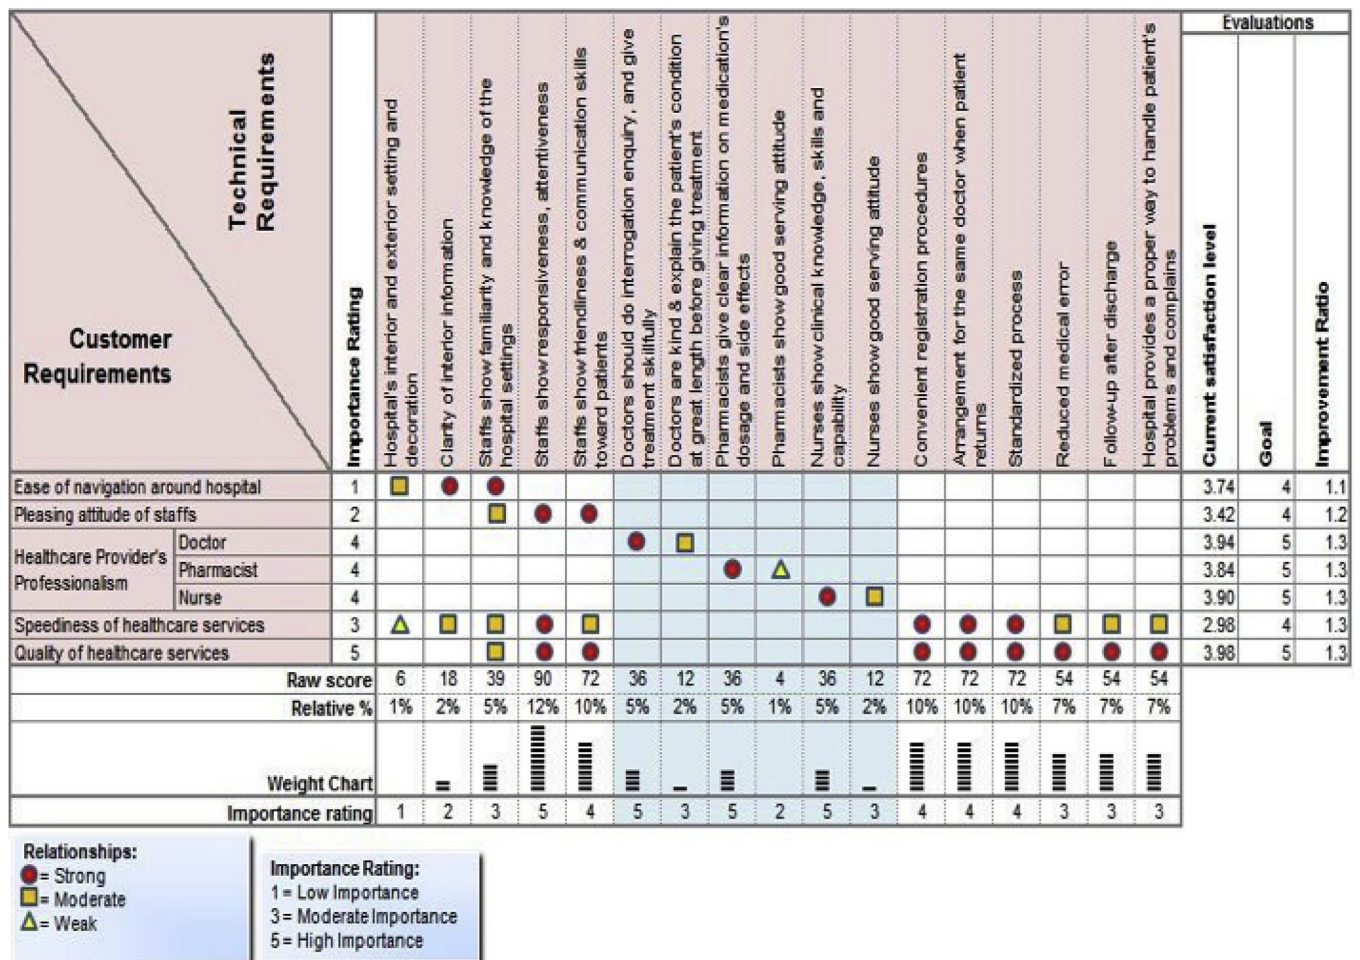 Evaluations
Technical
Requirements
Customer
Requirements
Importance Rating
Hospital's interior and exterior setting and
decoration
Clarity of interior information
Staffs show familiarity and knowledge of the
hospital settings
Staffs show responsiveness, attentiveness
Staffs show friendliness & communication skills
toward patients
Doctors should do interrogation enquiry, and give
treatment skillfully
Doctors are kind & explain the patient's condition
at great length before giving treatment
Pharmacists give clear information on medication's
dosage and side effects
Pharmacists show good serving attitude
Nurses show clinical knowledge, skills and
capability
Nurses show good serving attitude
Convenient registration procedures
Arrangement for the same doctor when patient
returns
Standardized process
Reduced medical error
Follow-up after discharge
Hospital provides a proper way to handle patient's
problems and complains
Current satisfaction level
Goal
Improvement Ratio
Ease of navigation around hospital 1 3.74 4 1.1
Pleasing attitude of staffs 2 3.42 4 1.2
Healthcare Provider's
Professionalism
Doctor 4 3.94 5 1.3
Pharmacist 4 3.84 5 1.3
Nurse 4 3.90 5 1.3
Speediness of healthcare services 3 2.98 4 1.3
Quality of healthcare services 5 3.98 5 1.3
Raw score 6 18 39 90 72 36 12 36 4 36 12 72 72 72 54 54 54
Relative % 1% 2% 5% 12% 10% 5% 2% 5% 1% 5% 2% 10% 10% 10% 7% 7% 7%
Weight Chart
Importance rating 1 2 3 5 4 5 3 5 2 5 3 4 4 4 3 3 3
Relationships:
= Strong
= Moderate
= Weak
Importance Rating:
1 = Low Importance
3 = Moderate Importance
5 = High Importance